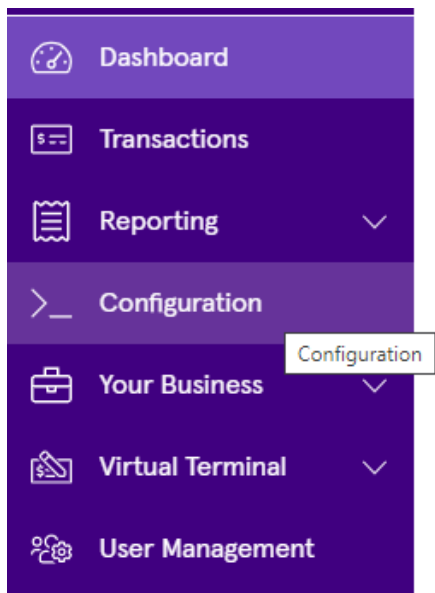 Dashboard
Transactions
Reporting
Configuration
Configuration
Your Business
Virtual Terminal
User Management